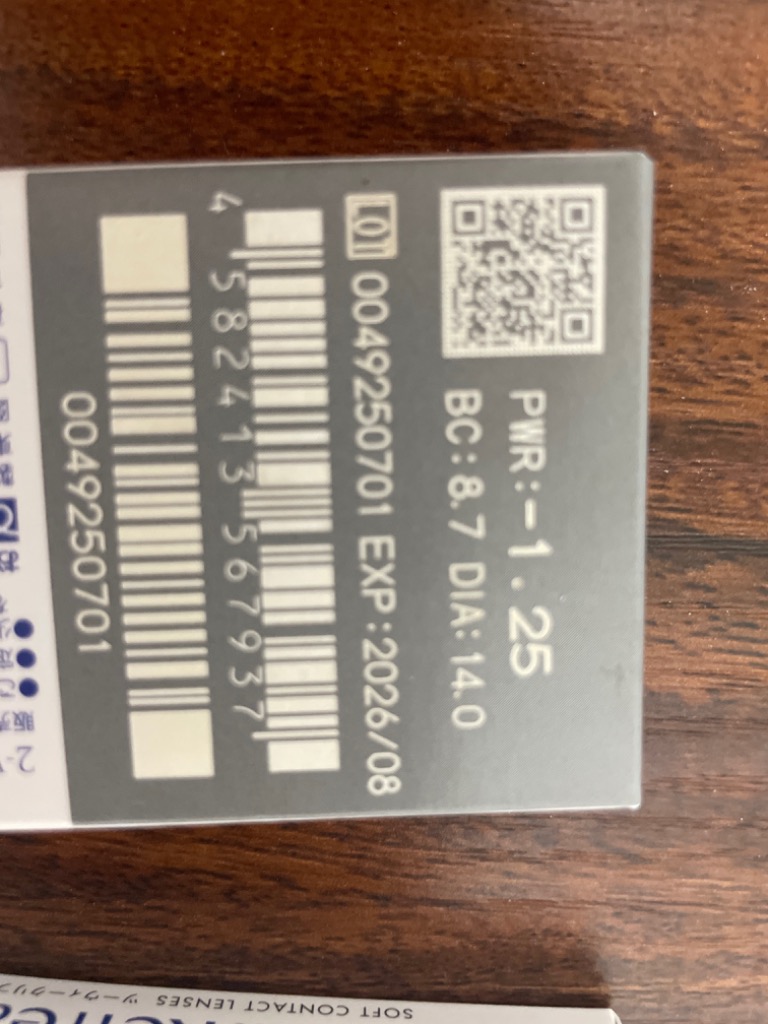 PWR:-1.25
BC:8.7 DIA:14.0
LOT 0049250701 EXP:2026/08
4 582413 567937
0049250701
SOFT CONTACT LENSES